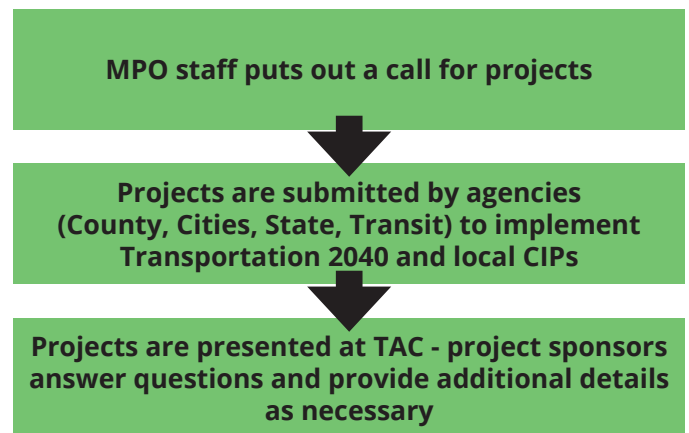 MPO staff puts out a call for projects
Projects are submitted by agencies
(County, Cities, State, Transit) to implement
Transportation 2040 and local CIPs
Projects are presented at TAC - project sponsors
answer questions and provide additional details
as necessary